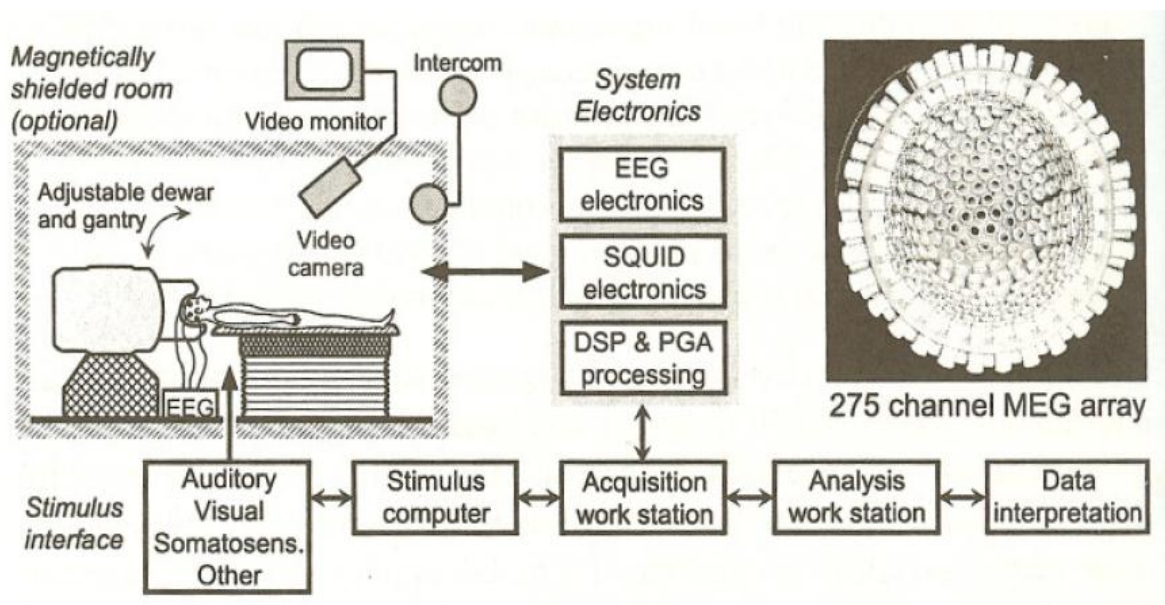 Magnetically
shielded room
(optional)
Video monitor
Intercom
Adjustable dewar
and gantry
Video
camera
EEG
System
Electronics
EEG
electronics
SQUID
electronics
DSP & PGA
processing
275 channel MEG array
Stimulus
interface
Auditory
Visual
Somatosens.
Other
Stimulus
computer
Acquisition
work station
Analysis
work station
Data
interpretation